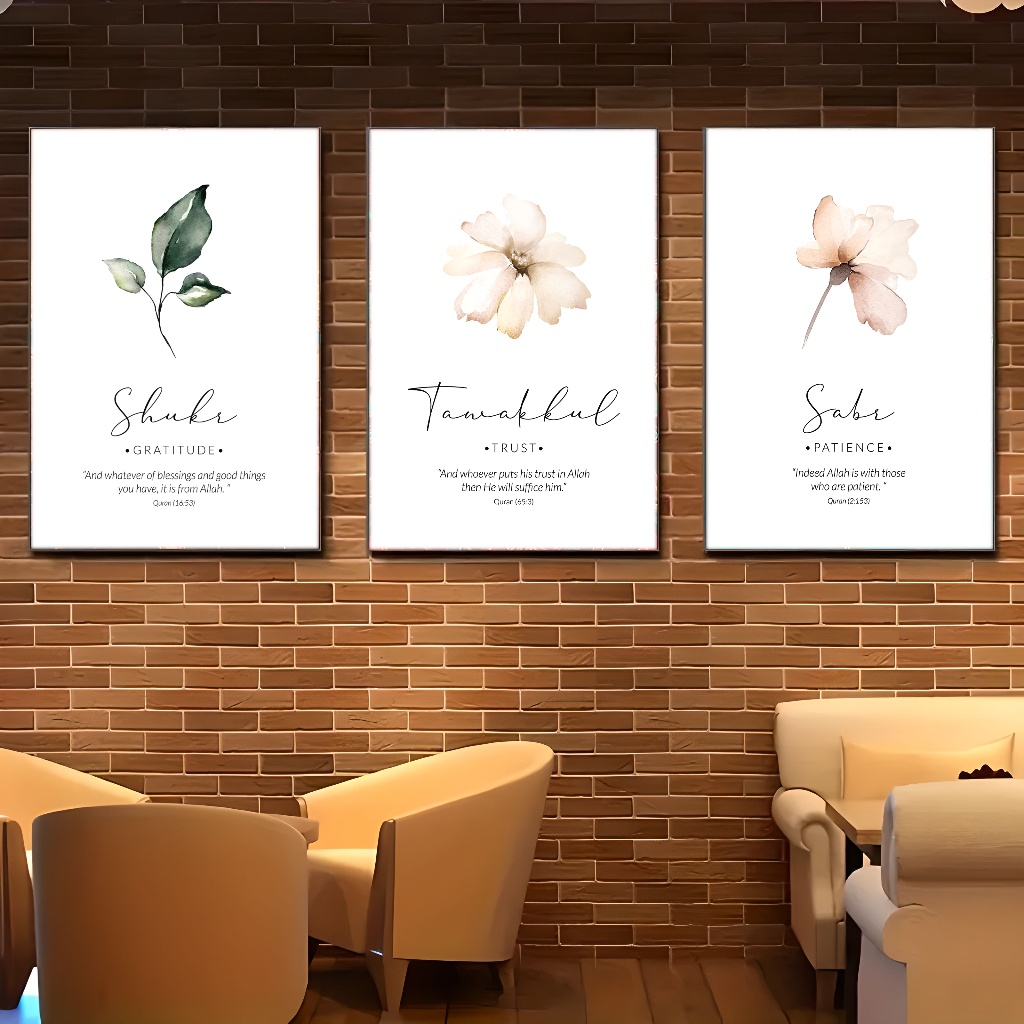 Shukr
•GRATITUDE•
"And whatever of blessings and good things
you have, it is from Allah. "
Quran (16:53)
Tawakkul
•TRUST•
"And whoever puts his trust in Allah
then He will suffice him."
Quran (65:3)
Sabr
•PATIENCE•
"Indeed Allah is with those
who are patient. "
Quran (2:153)